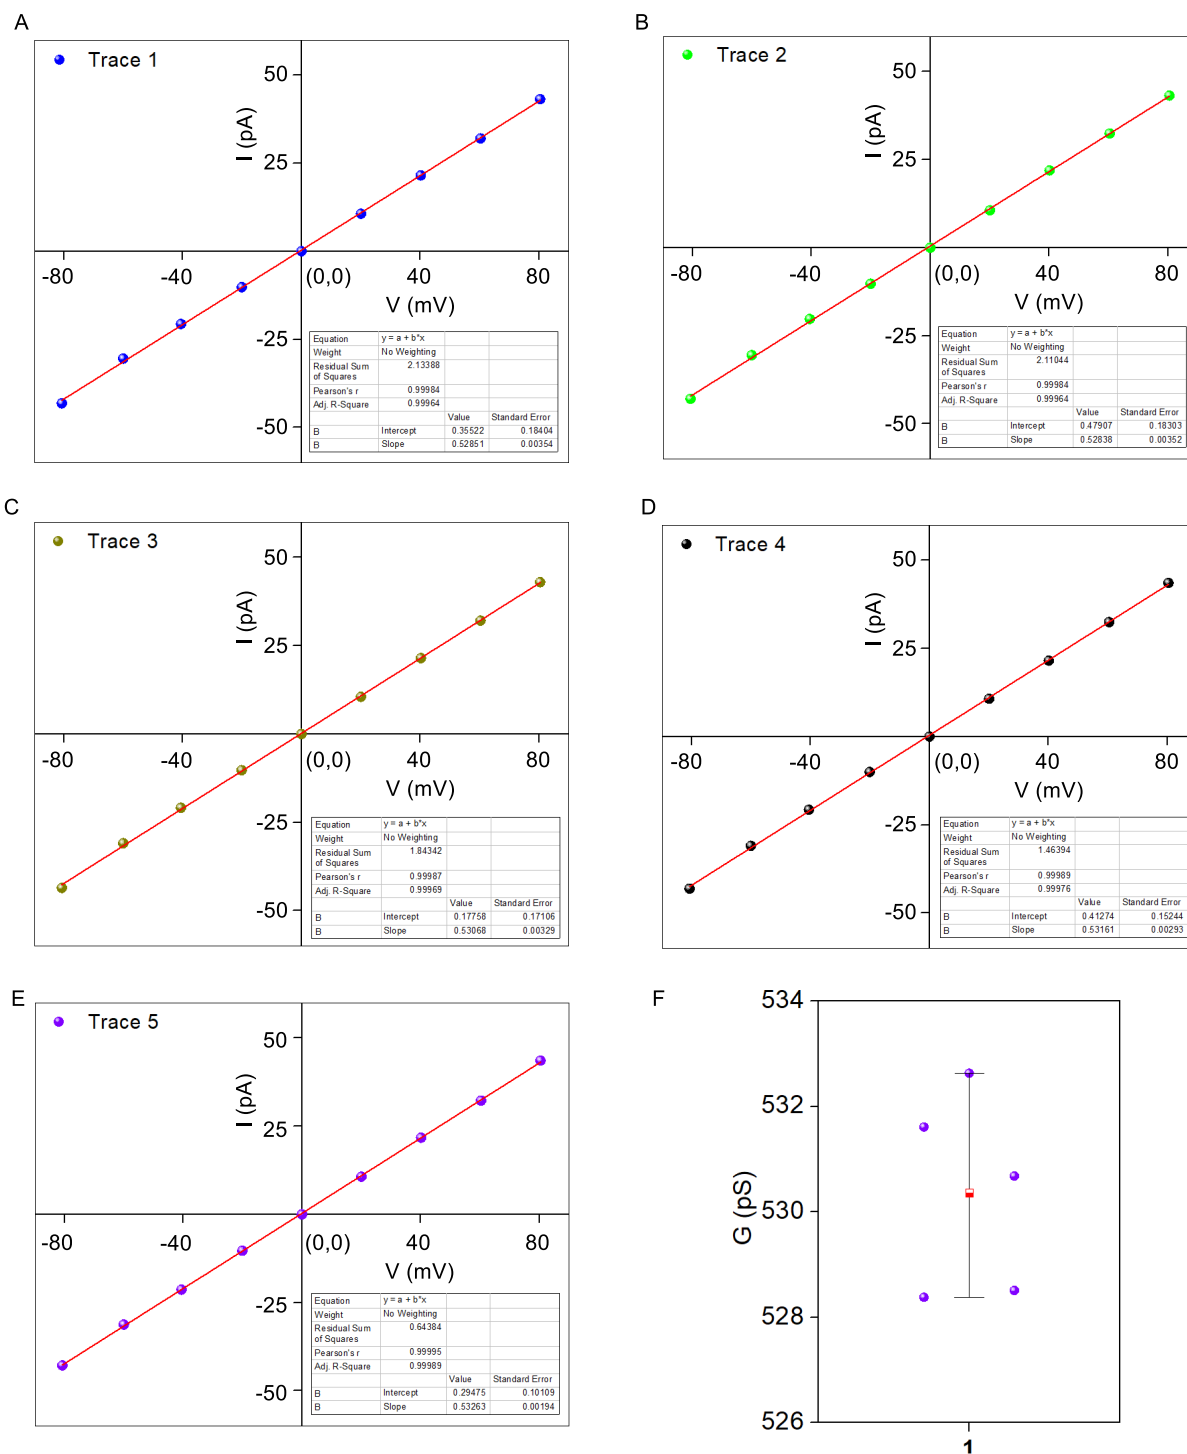 A
Trace 1
I (pA)
50
25
-80
-40
(0,0)
40
80
V (mV)
-25
-50
Equation y = a + b*x
Weight No Weighting
Residual Sum of Squares 2.13388
Pearson's r 0.99984
Adj. R-Square 0.99964
Value Standard Error
B Intercept 0.35522 0.18404
B Slope 0.52851 0.00354
B
Trace 2
I (pA)
50
25
-80
-40
(0,0)
40
80
V (mV)
-25
-50
Equation y = a + b*x
Weight No Weighting
Residual Sum of Squares 2.11044
Pearson's r 0.99984
Adj. R-Square 0.99964
Value Standard Error
B Intercept 0.47907 0.18303
B Slope 0.52838 0.00352
C
Trace 3
I (pA)
50
25
-80
-40
(0,0)
40
80
V (mV)
-25
-50
Equation y = a + b*x
Weight No Weighting
Residual Sum of Squares 1.84342
Pearson's r 0.99987
Adj. R-Square 0.99969
Value Standard Error
B Intercept 0.17758 0.17106
B Slope 0.53068 0.00329
D
Trace 4
I (pA)
50
25
-80
-40
(0,0)
40
80
V (mV)
-25
-50
Equation y = a + b*x
Weight No Weighting
Residual Sum of Squares 1.46394
Pearson's r 0.99989
Adj. R-Square 0.99976
Value Standard Error
B Intercept 0.41274 0.15244
B Slope 0.53161 0.00293
E
Trace 5
I (pA)
50
25
-80
-40
(0,0)
40
80
V (mV)
-25
-50
Equation y = a + b*x
Weight No Weighting
Residual Sum of Squares 0.64384
Pearson's r 0.99995
Adj. R-Square 0.99989
Value Standard Error
B Intercept 0.29475 0.10109
B Slope 0.53263 0.00194
F
G (pS)
534
532
530
528
526
1